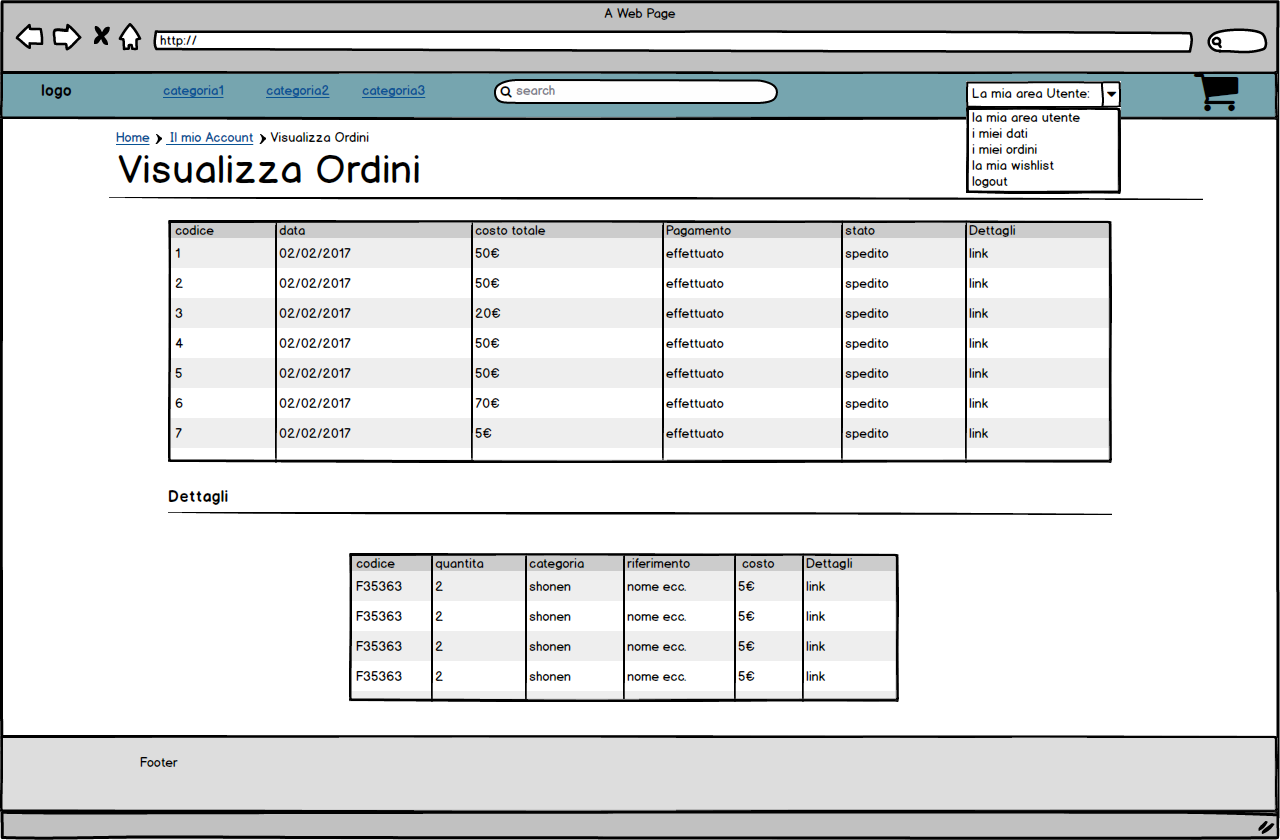 A Web Page
http://
logo categoria1 categoria2 categoria3 search La mia area Utente:
la mia area utente
i miei dati
i miei ordini
la mia wishlist
logout
Home Il mio Account Visualizza Ordini
Visualizza Ordini
codice data costo totale Pagamento stato Dettagli
1 02/02/2017 50€ effettuato spedito link
2 02/02/2017 50€ effettuato spedito link
3 02/02/2017 20€ effettuato spedito link
4 02/02/2017 50€ effettuato spedito link
5 02/02/2017 50€ effettuato spedito link
6 02/02/2017 70€ effettuato spedito link
7 02/02/2017 5€ effettuato spedito link
Dettagli
codice quantita categoria riferimento costo Dettagli
F35363 2 shonen nome ecc. 5€ link
F35363 2 shonen nome ecc. 5€ link
F35363 2 shonen nome ecc. 5€ link
F35363 2 shonen nome ecc. 5€ link
Footer